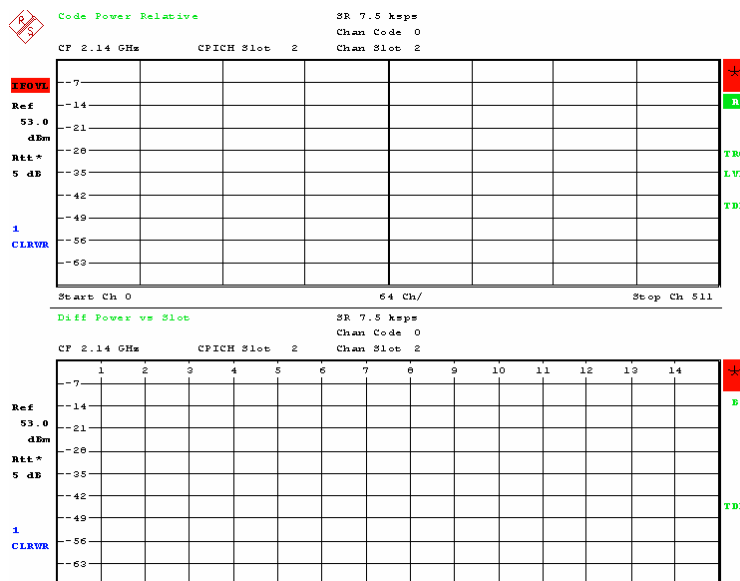 R S
Code Power Relative
SR 7.5 ksps
Chan Code 0
CF 2.14 GHz CPICH Slot 2 Chan Slot 2
IFOVL
Ref
53.0
dBm
Att*
5 dB
1
CLRWR
-7
-14
-21
-28
-35
-42
-49
-56
-63
A
TRG
LVL
Start Ch 0 64 Ch/ Stop Ch 511
Diff Power vs Slot
SR 7.5 ksps
Chan Code 0
CF 2.14 GHz CPICH Slot 2 Chan Slot 2
1 2 3 4 5 6 7 8 9 10 11 12 13 14
Ref
53.0
dBm
Att*
5 dB
1
CLRWR
-7
-14
-21
-28
-35
-42
-49
-56
-63
B